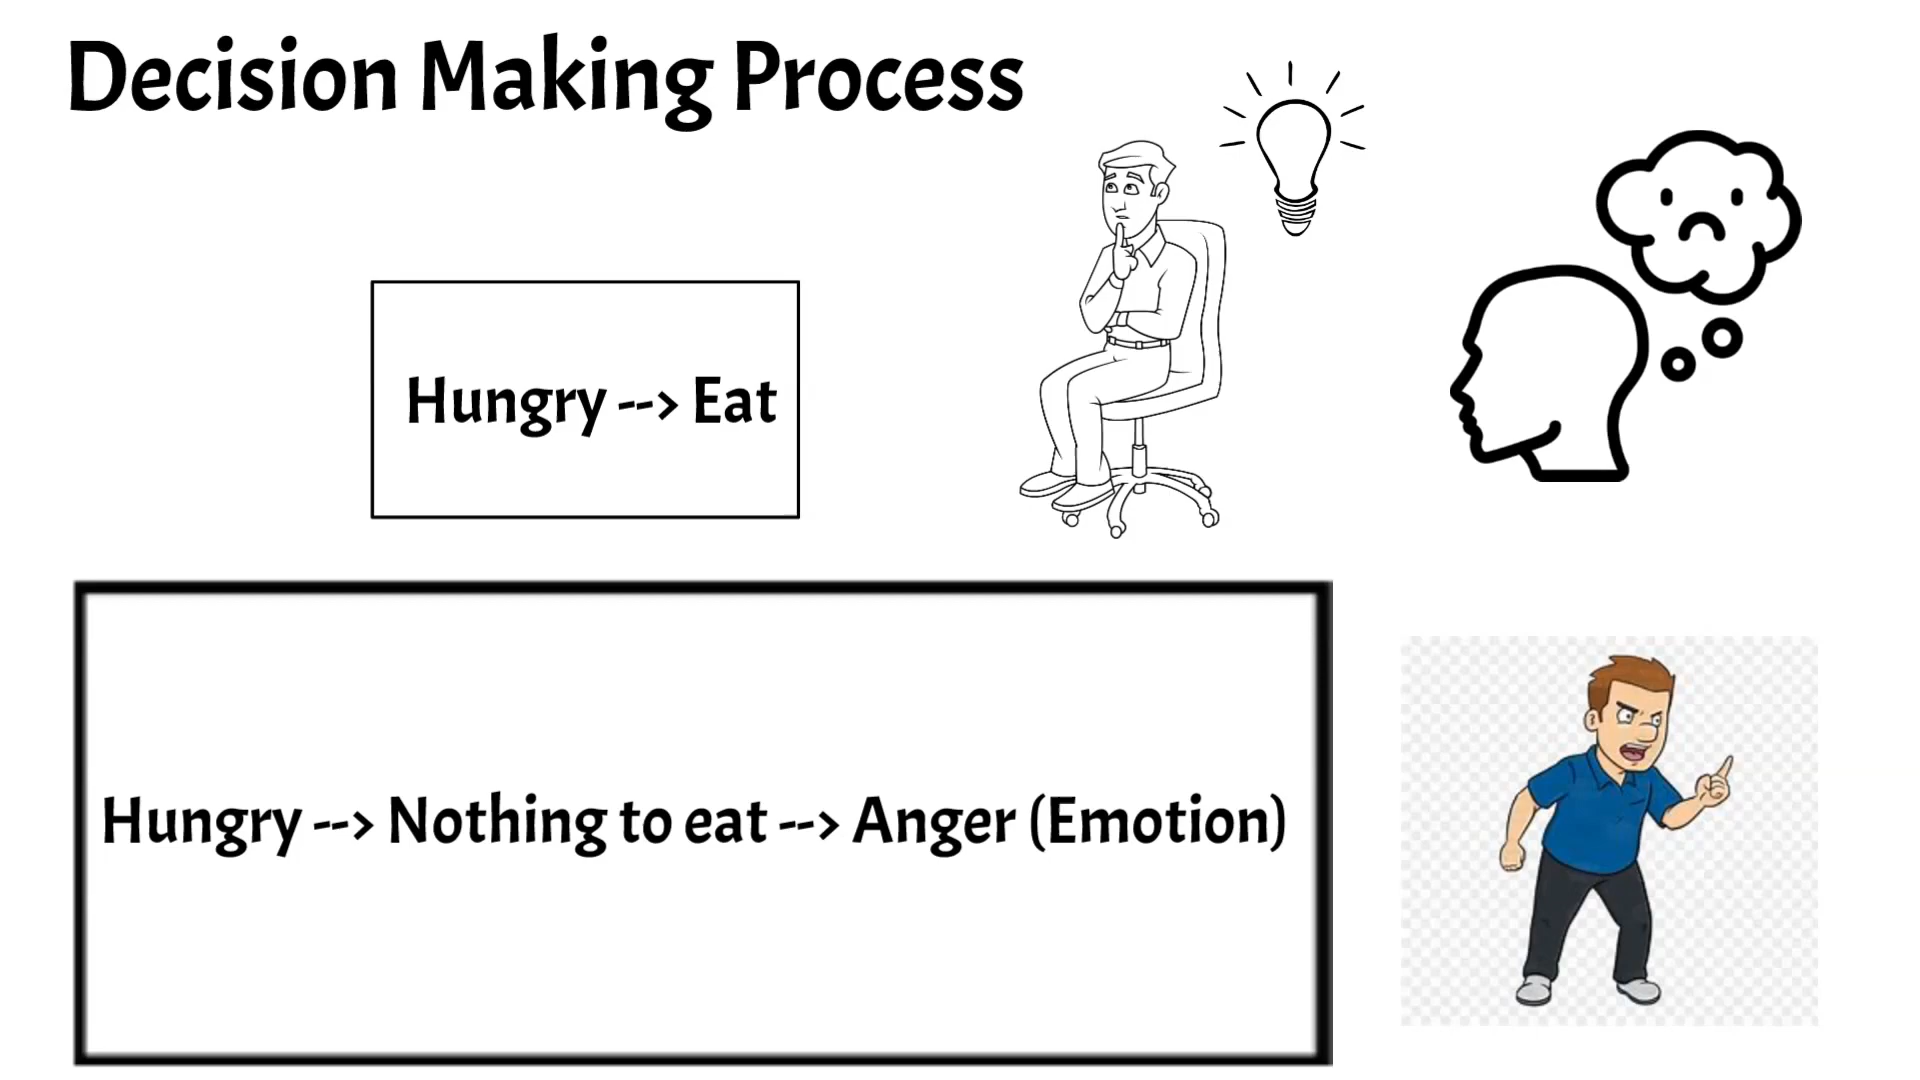 Decision Making Process
Hungry --> Eat
Hungry --> Nothing to eat --> Anger (Emotion)